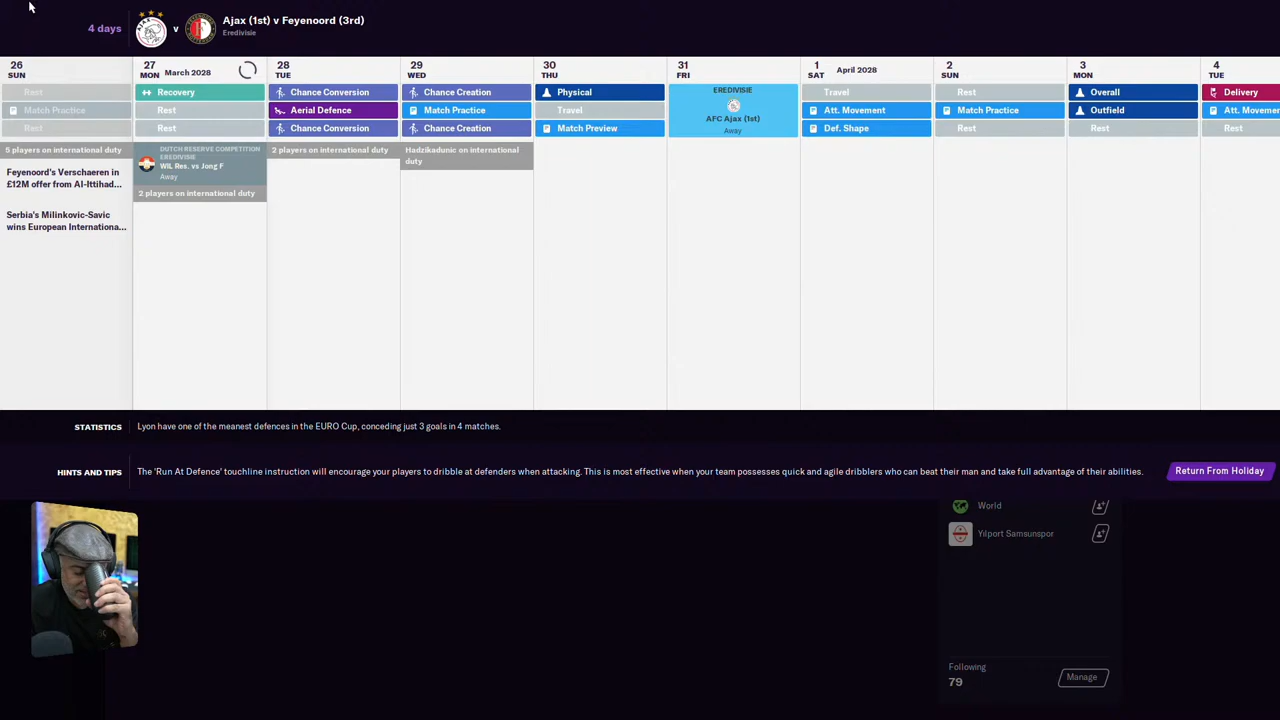 4 days
v
Ajax (1st) v Feyenoord (3rd)
Eredivisie
26
SUN
27
MON
March 2028
28
TUE
29
WED
30
THU
31
FRI
1
SAT
April 2028
2
SUN
3
MON
4
TUE
Rest
Match Practice
Rest
5 players on international duty
Feyenoord's Verschaeren in
£12M offer from Al-Ittihad...
Serbia's Milinkovic-Savic
wins European Internationa...
Recovery
Rest
Rest
DUTCH RESERVE COMPETITION
EREDIVISIE
WIL Res. vs Jong F
Away
2 players on international duty
Chance Conversion
Aerial Defence
Chance Conversion
2 players on international duty
Chance Creation
Match Practice
Chance Creation
Hadzikadunic on international
duty
Physical
Travel
Match Preview
EREDIVISIE
AFC Ajax (1st)
Away
Travel
Att. Movement
Def. Shape
Rest
Match Practice
Rest
Overall
Outfield
Rest
Delivery
Att. Movemen
Rest
STATISTICS
Lyon have one of the meanest defences in the EURO Cup, conceding just 3 goals in 4 matches.
HINTS AND TIPS
The 'Run At Defence' touchline instruction will encourage your players to dribble at defenders when attacking. This is most effective when your team possesses quick and agile dribblers who can beat their man and take full advantage of their abilities.
Return From Holiday
World
Yilport Samsunspor
Following
79
Manage